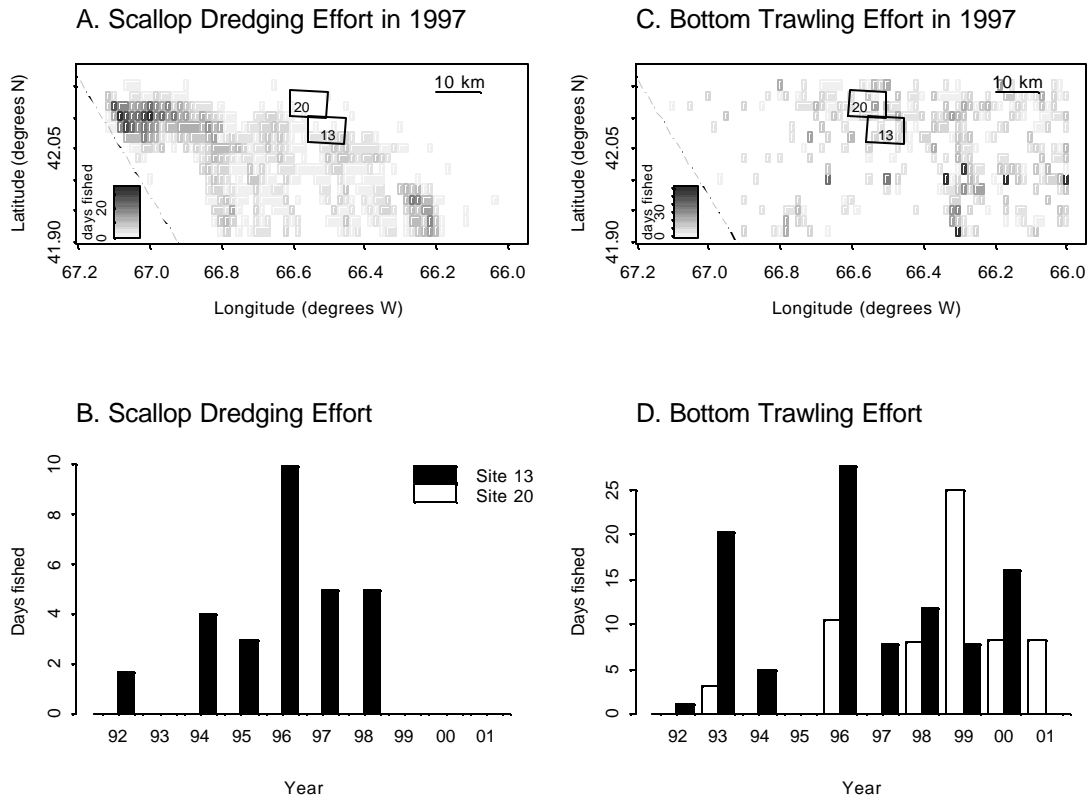 A. Scallop Dredging Effort in 1997
Latitude (degrees N)
42.05
41.90
10 km
20
13
days fished
0 20
67.2 67.0 66.8 66.6 66.4 66.2 66.0
Longitude (degrees W)
C. Bottom Trawling Effort in 1997
Latitude (degrees N)
42.05
41.90
10 km
20
13
days fished
0 30
67.2 67.0 66.8 66.6 66.4 66.2 66.0
Longitude (degrees W)
B. Scallop Dredging Effort
Days fished
10
8
6
4
2
0
Site 13
Site 20
92 93 94 95 96 97 98 99 00 01
Year
D. Bottom Trawling Effort
Days fished
25
20
15
10
5
0
92 93 94 95 96 97 98 99 00 01
Year